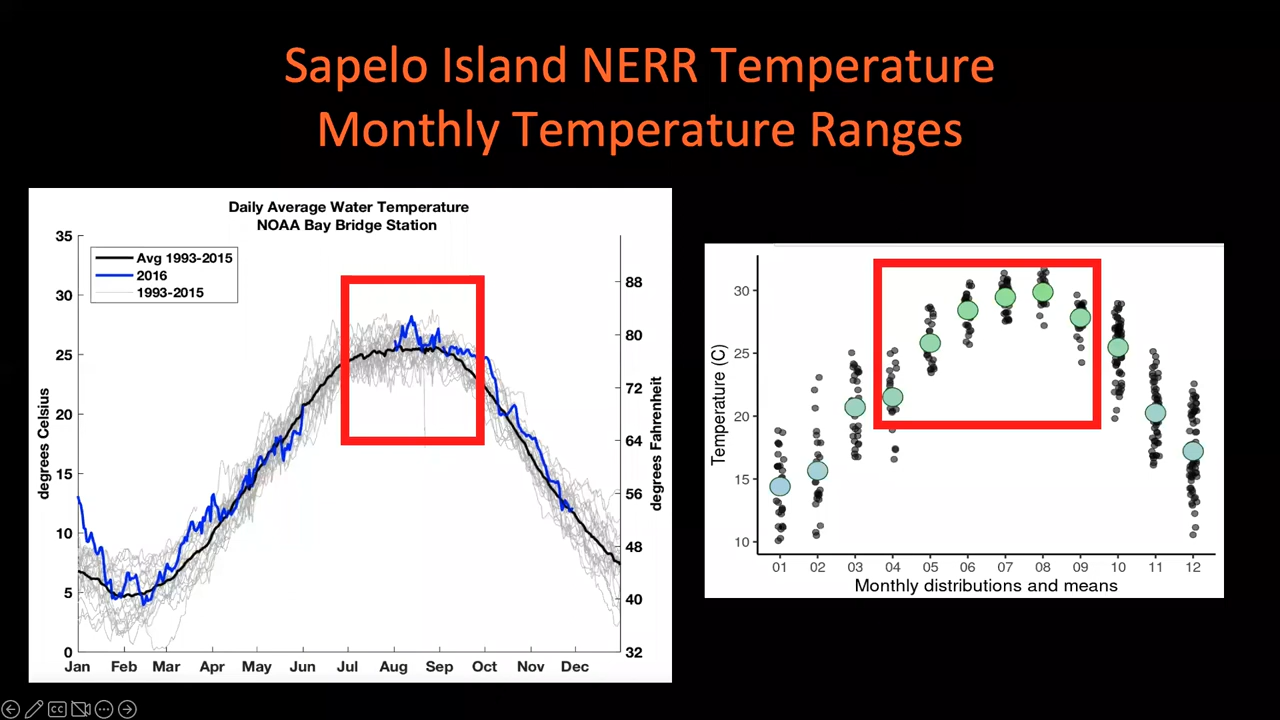 Sapelo Island NERR Temperature
Monthly Temperature Ranges
Daily Average Water Temperature
NOAA Bay Bridge Station
Avg 1993-2015
2016
1993-2015
degrees Celsius
35
30
25
20
15
10
5
0
degrees Fahrenheit
88
80
72
64
56
48
40
32
Jan Feb Mar Apr May Jun Jul Aug Sep Oct Nov Dec
Temperature (C)
30
25
20
15
10
01 02 03 04 05 06 07 08 09 10 11 12
Monthly distributions and means
CC